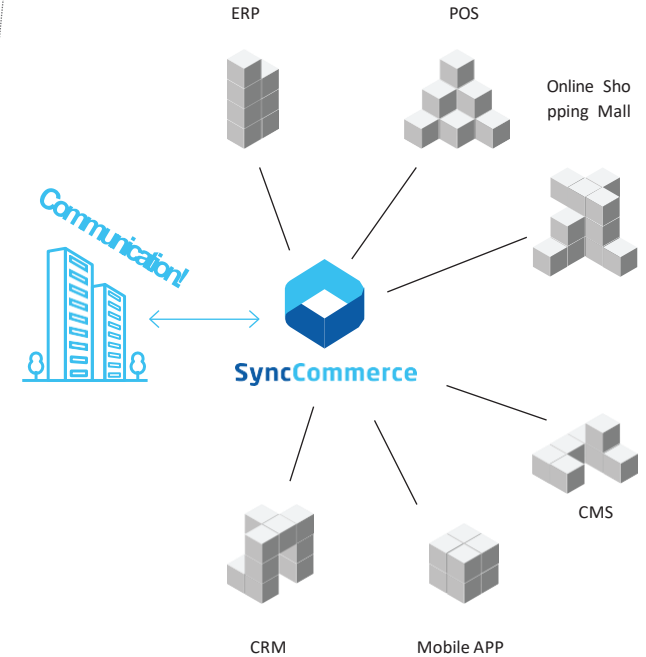 ERP
POS
Online Sho
pping Mall
Communication!
SyncCommerce
CMS
CRM
Mobile APP